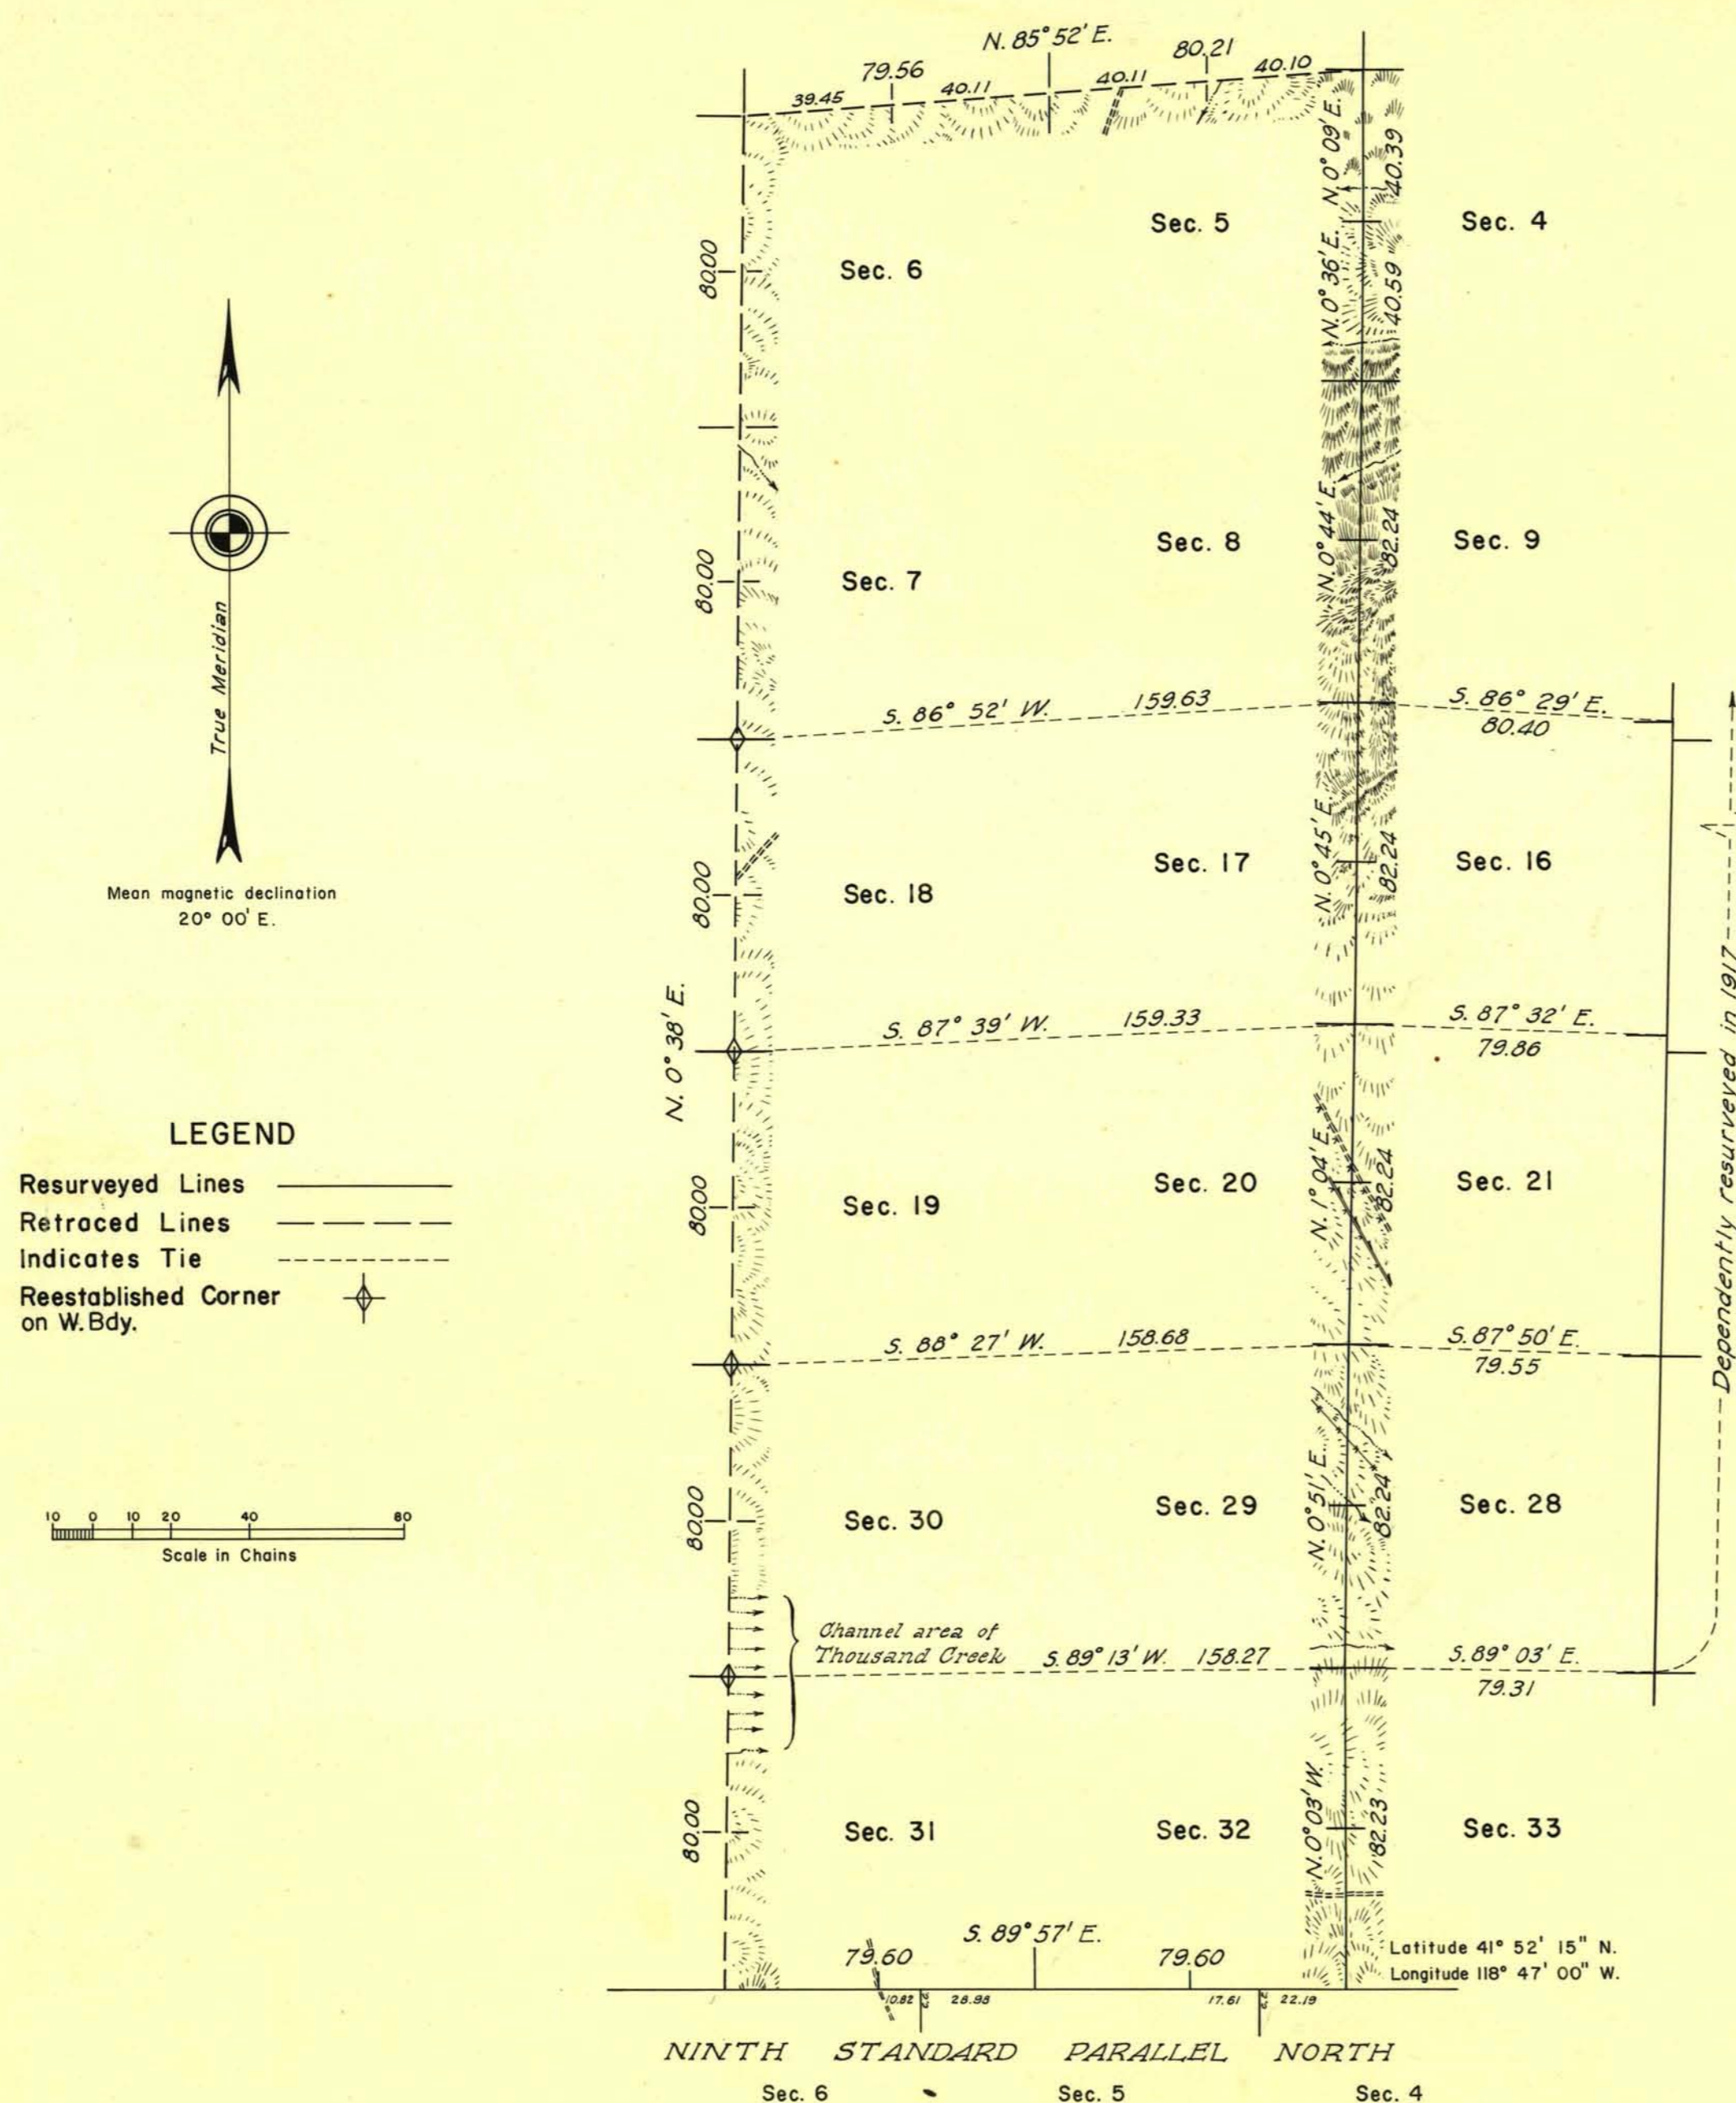 N. 85° 52' E.
79.56
80.21
39.45
40.11
40.11
40.10
N. 0° 09' E.
40.39
Sec. 6
Sec. 5
Sec. 4
80.00
N. 0° 36' E.
40.59
80.00
Sec. 7
Sec. 8
Sec. 9
N. 0° 44' E.
82.24
True Meridian
Mean magnetic declination
20° 00' E.
S. 86° 52' W. 159.63
S. 86° 29' E.
80.40
80.00
Sec. 18
Sec. 17
Sec. 16
N. 0° 45' E.
82.24
N. 0° 38' E.
S. 87° 39' W. 159.33
S. 87° 32' E.
79.86
Dependently resurveyed in 1917
LEGEND
Resurveyed Lines
Retraced Lines
Indicates Tie
Reestablished Corner
on W. Bdy.
80.00
Sec. 19
Sec. 20
Sec. 21
N. 1° 04' E.
82.24
S. 88° 27' W. 158.68
S. 87° 50' E.
79.55
10 0 10 20 40 80
Scale in Chains
80.00
Sec. 30
Sec. 29
Sec. 28
N. 0° 51' E.
82.24
Channel area of
Thousand Creek
S. 89° 13' W. 158.27
S. 89° 03' E.
79.31
80.00
Sec. 31
Sec. 32
Sec. 33
N. 0° 03' W.
82.23
S. 89° 57' E.
79.60
79.60
Latitude 41° 52' 15" N.
Longitude 118° 47' 00" W.
10.82
28.98
17.61
22.19
NINTH STANDARD PARALLEL NORTH
Sec. 6 Sec. 5 Sec. 4